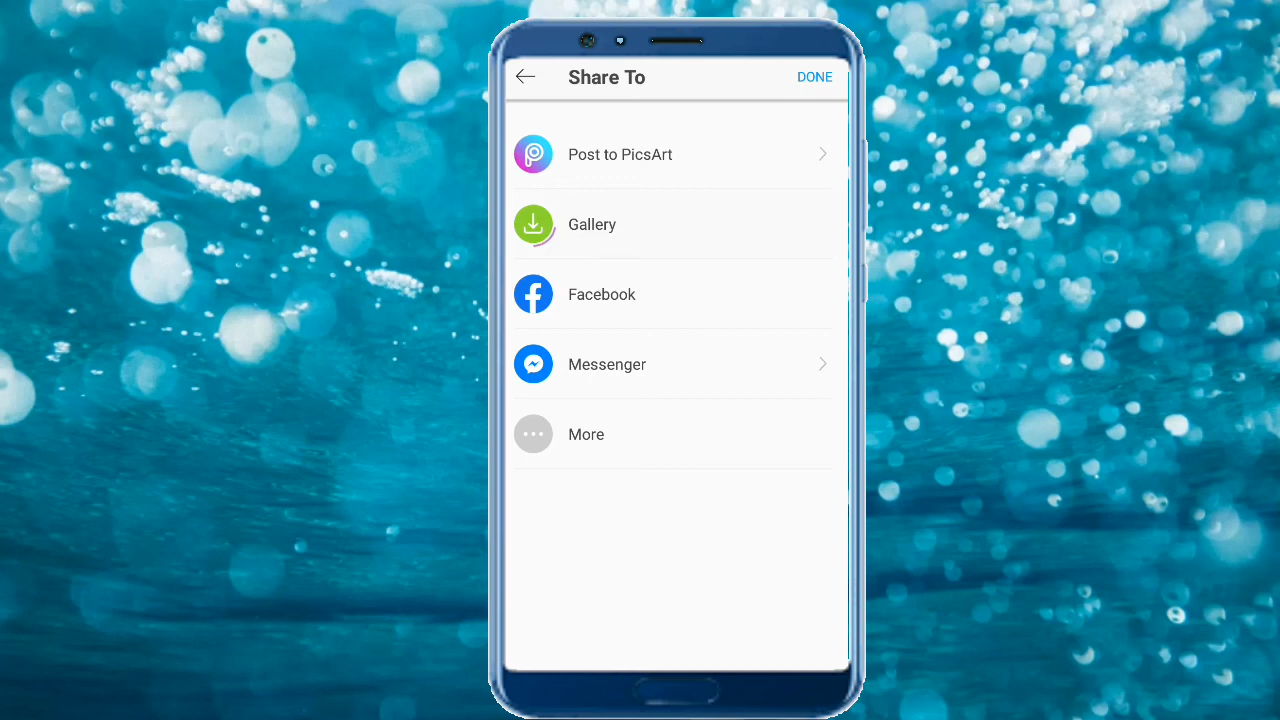 Share To
DONE
Post to PicsArt
Gallery
Facebook
Messenger
More